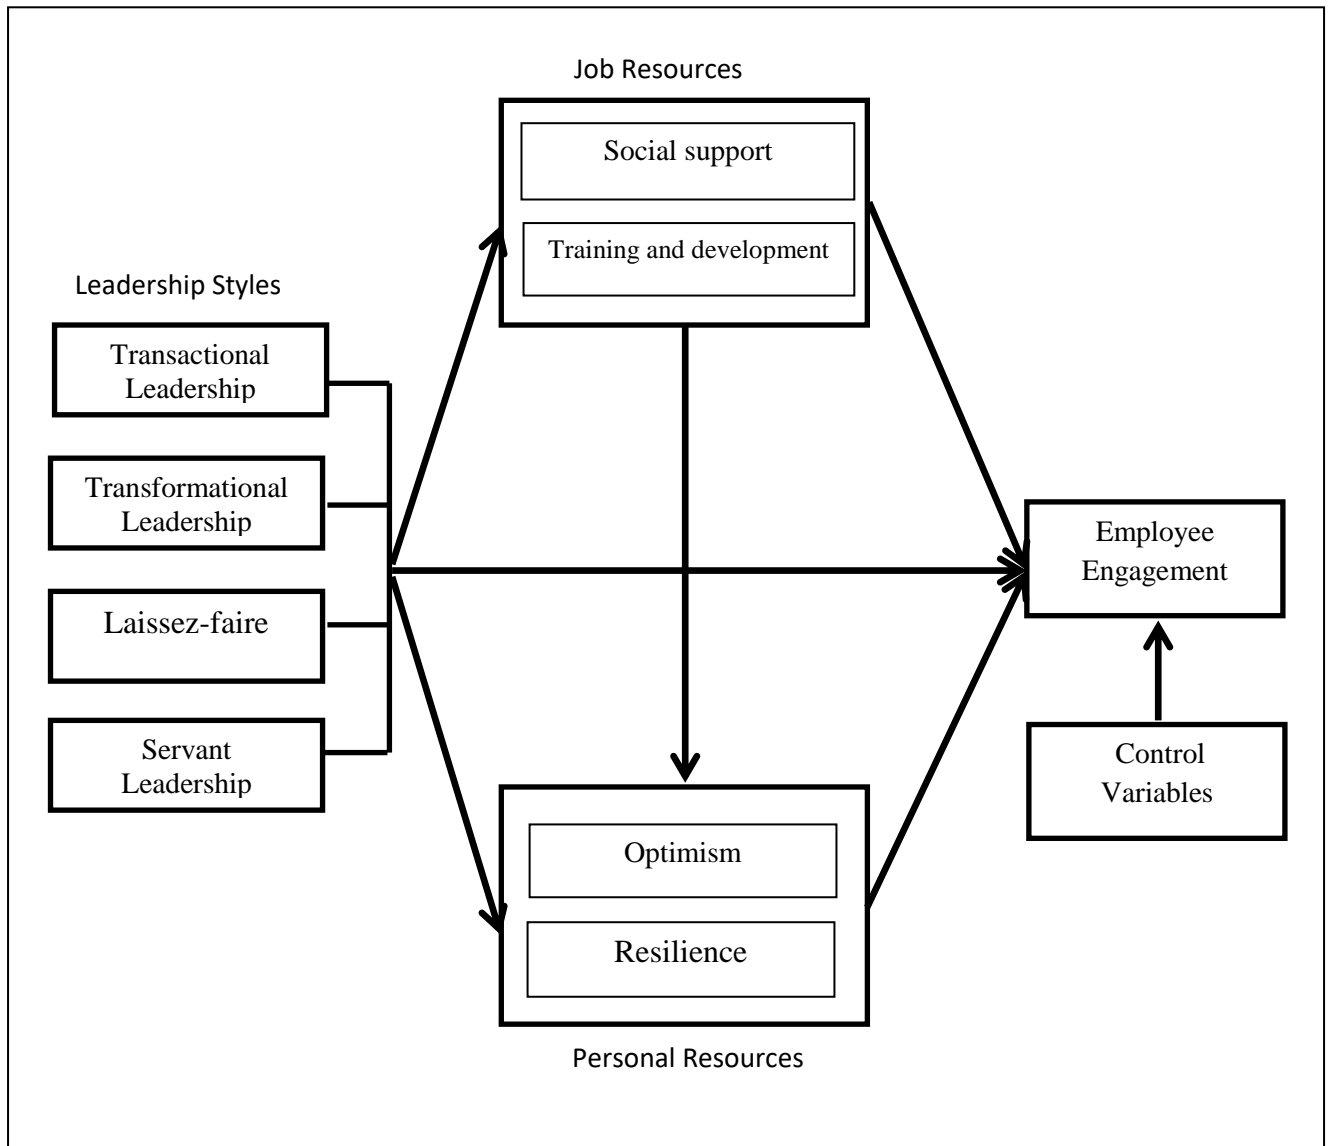 Job Resources
Social support
Training and development
Leadership Styles
Transactional
Leadership
Transformational
Leadership
Laissez-faire
Servant
Leadership
Employee
Engagement
Control
Variables
Optimism
Resilience
Personal Resources